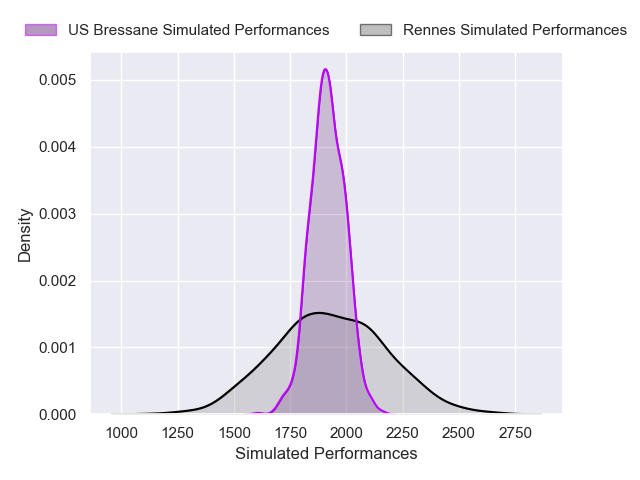 US Bressane Simulated Performances Rennes Simulated Performances
0.005
0.004
0.003
0.002
0.001
0.000
Density
1000 1250 1500 1750 2000 2250 2500 2750
Simulated Performances